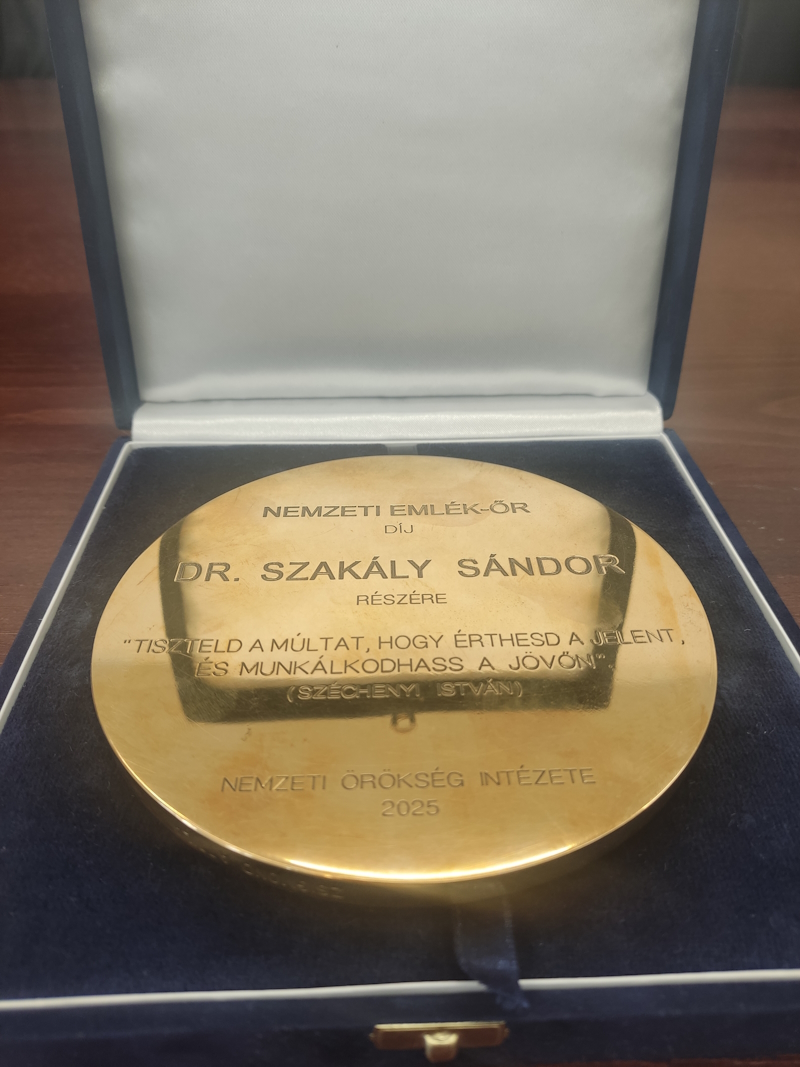 NEMZETI EMLÉK-ŐR
DÍJ
DR. SZAKÁLY SÁNDOR
RÉSZÉRE
"TISZTELD A MÚLTAT, HOGY ÉRTHESD A JELENT,
ÉS MUNKÁLKODHASS A JÖVŐN".
(SZÉCHENYI ISTVÁN)
NEMZETI ÖRÖKSÉG INTÉZETE
2025